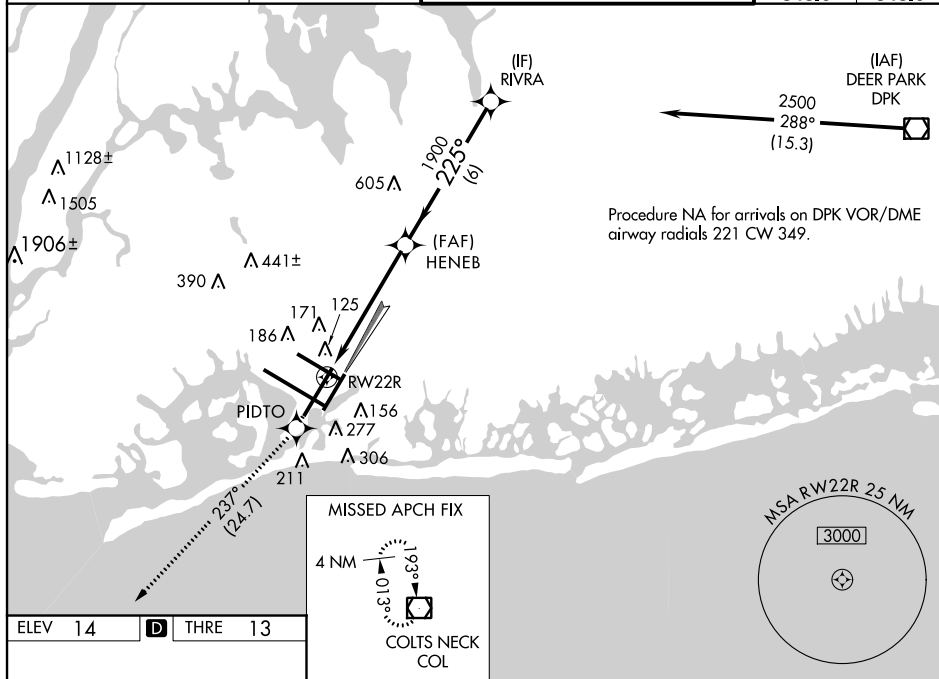 (IF)
RIVRA
(IAF)
DEER PARK
DPK
2500
288°
(15.3)
1900
225°
(6)
1128±
1505
605
Procedure NA for arrivals on DPK VOR/DME
airway radials 221 CW 349.
1906±
(FAF)
HENEB
441±
390
171
125
186
RW22R
PIDTO
156
277
306
211
237°
(24.7)
MISSED APCH FIX
4 NM
193°
013°
COLTS NECK
COL
MSA RW22R 25 NM
3000
ELEV 14 D THRE 13